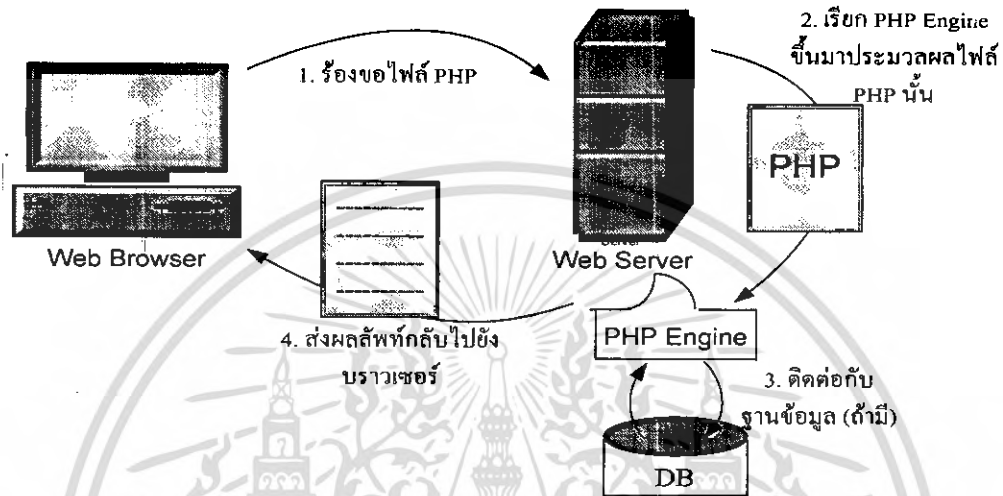 1. ร้องขอไฟล์ PHP
2. เรียก PHP Engine
ขึ้นมาประมวลผลไฟล์
PHP นั้น
PHP
Web Browser
Web Server
4. ส่งผลลัพท์กลับไปยัง
บราวเซอร์
PHP Engine
3. ติดต่อกับ
ฐานข้อมูล (ถ้ามี)
DB